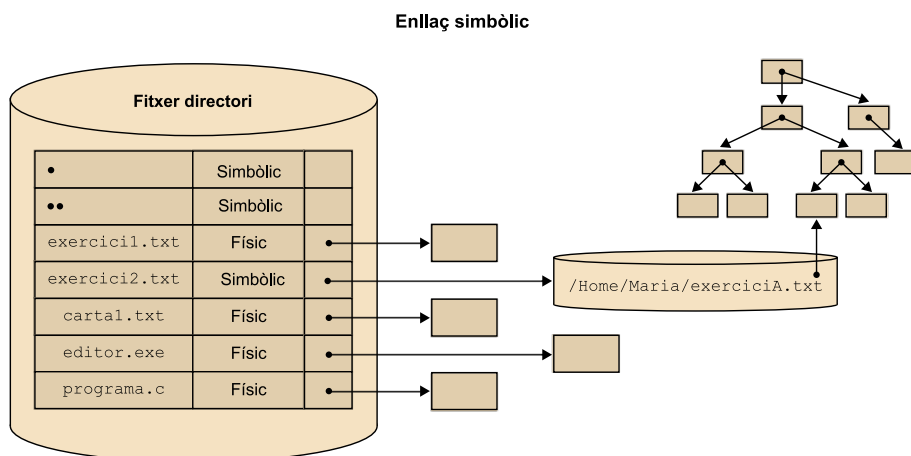 Enllaç simbòlic
Fitxer directori
• Simbòlic
•• Simbòlic
exercici1.txt Físic
exercici2.txt Simbòlic
/Home/Maria/exerciciA.txt
carta1.txt Físic
editor.exe Físic
programa.c Físic